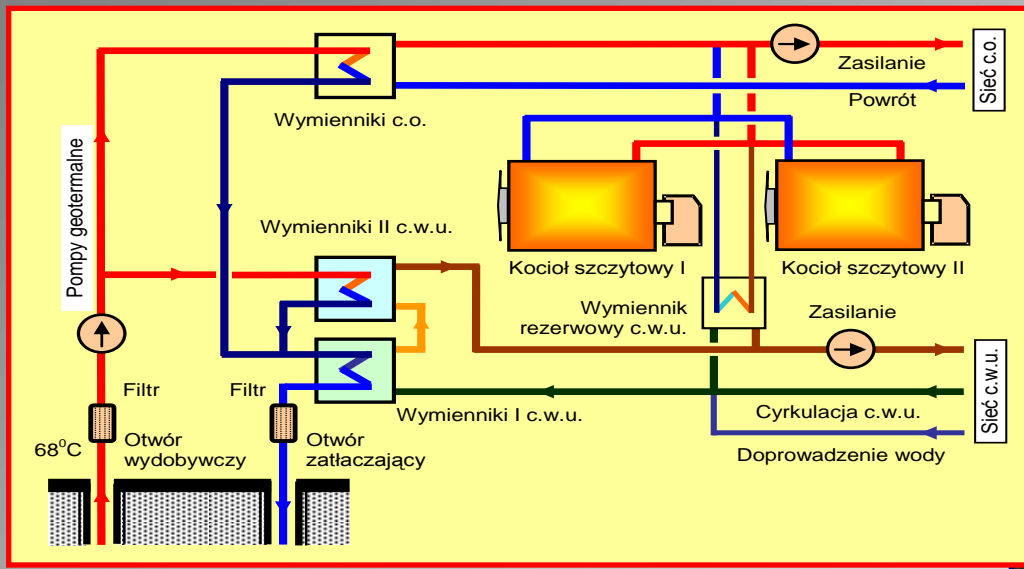 Zasilanie
Sieć c.o.
Powrót
Wymienniki c.o.
Pompy geotermalne
Wymienniki II c.w.u.
Kocioł szczytowy I
Kocioł szczytowy II
Wymiennik
rezerwowy c.w.u.
Zasilanie
Filtr
Filtr
Wymienniki I c.w.u.
Cyrkulacja c.w.u.
Sieć c.w.u.
68⁰C
Otwór
wydobywczy
Otwór
zatłaczający
Doprowadzenie wody